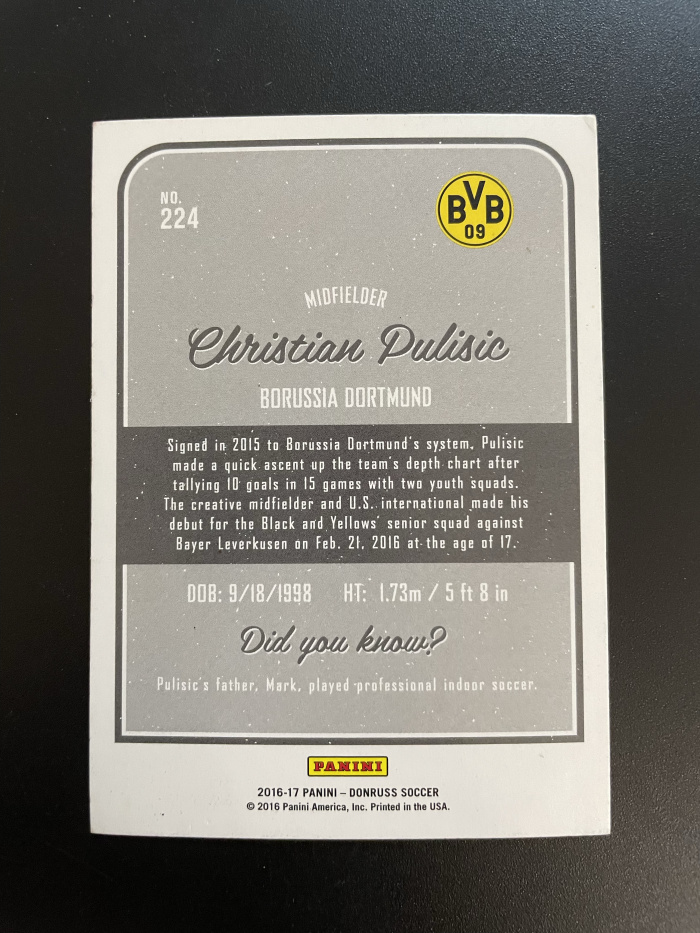 NO.
224
BVB
09
MIDFIELDER
Christian Pulisic
BORUSSIA DORTMUND
Signed in 2015 to Borussia Dortmund's system, Pulisic
made a quick ascent up the team's depth chart after
tallying 10 goals in 15 games with two youth squads.
The creative midfielder and U.S. international made his
debut for the Black and Yellows' senior squad against
Bayer Leverkusen on Feb. 21, 2016 at the age of 17.
DOB: 9/18/1998 HT: 1.73m / 5 ft 8 in
Did you know?
Pulisic's father, Mark, played professional indoor soccer.
PANINI
2016-17 PANINI – DONRUSS SOCCER
© 2016 Panini America, Inc. Printed in the USA.